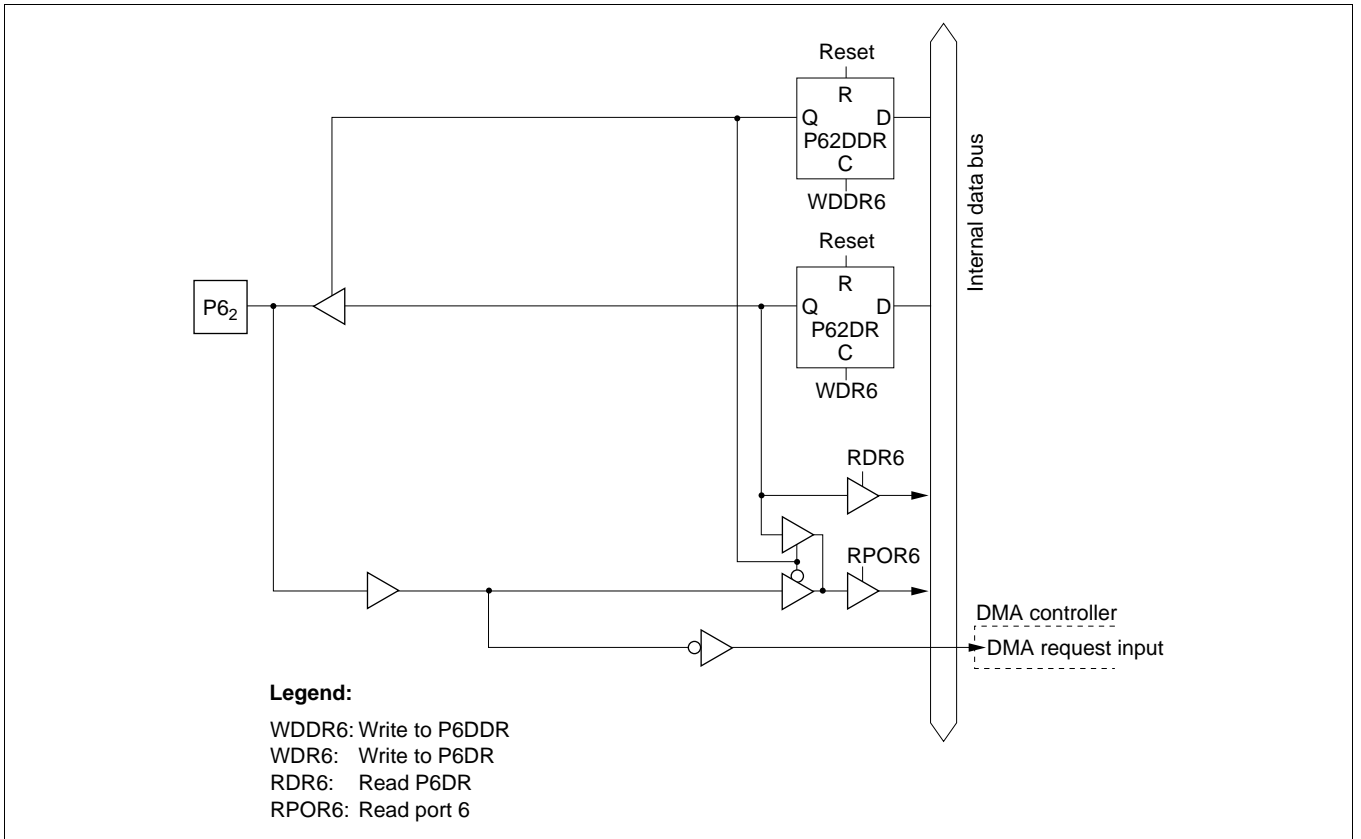 Reset
R
Q D
P62DDR
C
WDDR6
Internal data bus
Reset
R
P6₂
Q D
P62DR
C
WDR6
RDR6
RPOR6
DMA controller
DMA request input
Legend:
WDDR6: Write to P6DDR
WDR6: Write to P6DR
RDR6: Read P6DR
RPOR6: Read port 6